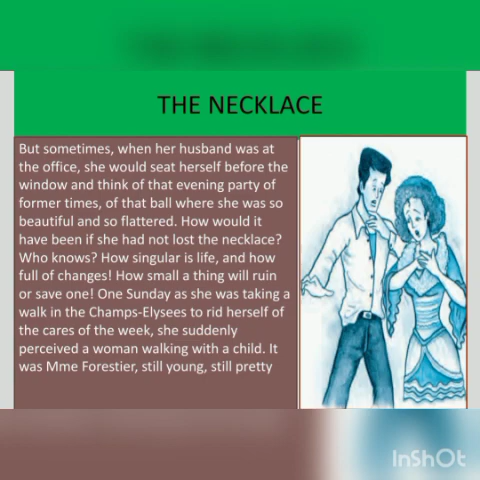 THE NECKLACE
But sometimes, when her husband was at
the office, she would seat herself before the
window and think of that evening party of
former times, of that ball where she was so
beautiful and so flattered. How would it
have been if she had not lost the necklace?
Who knows? How singular is life, and how
full of changes! How small a thing will ruin
or save one! One Sunday as she was taking a
walk in the Champs-Elysees to rid herself of
the cares of the week, she suddenly
perceived a woman walking with a child. It
was Mme Forestier, still young, still pretty
InShOt